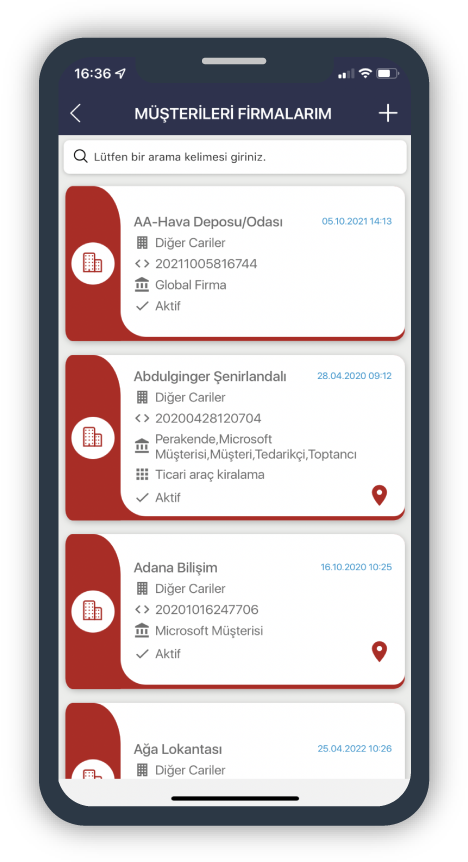 16:36
MÜŞTERİLERİ FİRMALARIM
Lütfen bir arama kelimesi giriniz.
AA-Hava Deposu/Odası
05.10.2021 14:13
Diğer Cariler
20211005816744
Global Firma
Aktif
Abdulginger Şenirlandalı
28.04.2020 09:12
Diğer Cariler
20200428120704
Perakende,Microsoft
Müşterisi,Müşteri,Tedarikçi,Toptancı
Ticari araç kiralama
Aktif
Adana Bilişim
16.10.2020 10:25
Diğer Cariler
20201016247706
Microsoft Müşterisi
Aktif
Ağa Lokantası
25.04.2022 10:26
Diğer Cariler